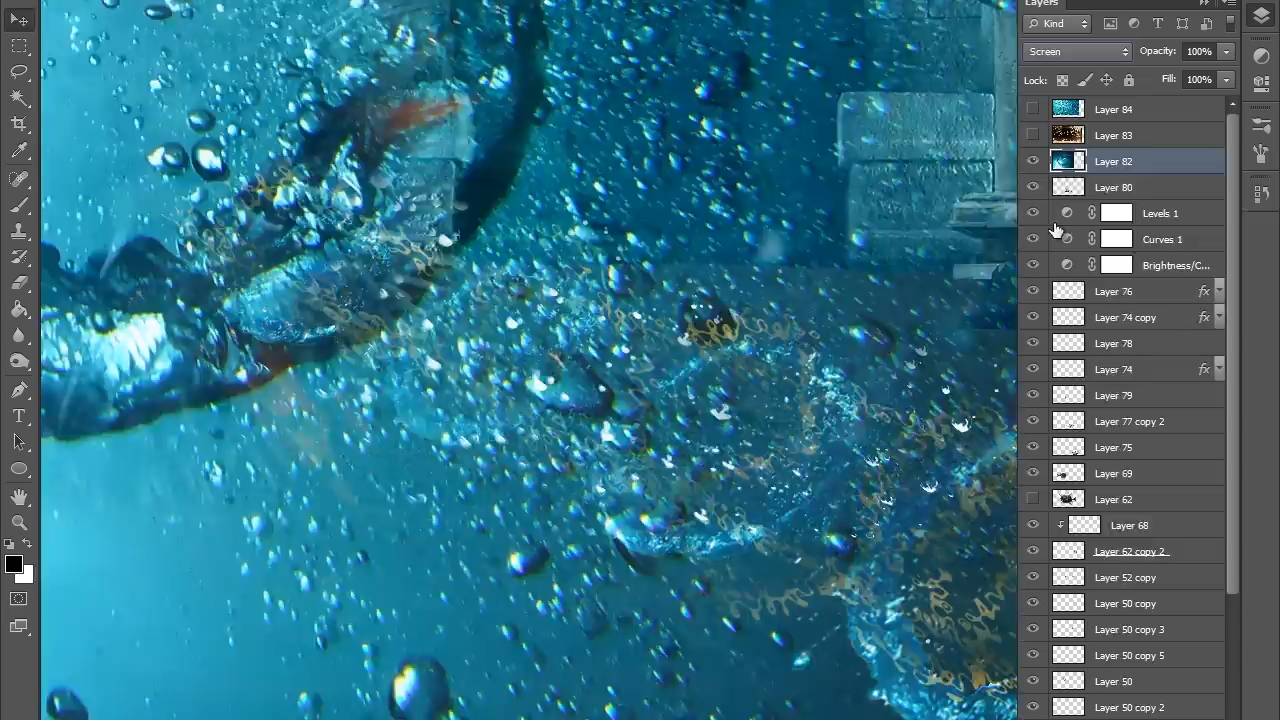 Layers
Kind
Screen
Opacity: 100%
Lock:
Fill: 100%
Layer 84
Layer 83
Layer 82
Layer 80
Levels 1
Curves 1
Brightness/C...
Layer 76 fx
Layer 74 copy fx
Layer 78
Layer 74 fx
Layer 79
Layer 77 copy 2
Layer 75
Layer 69
Layer 62
Layer 68
Layer 62 copy 2
Layer 52 copy
Layer 50 copy
Layer 50 copy 3
Layer 50 copy 5
Layer 50
Layer 50 copy 2